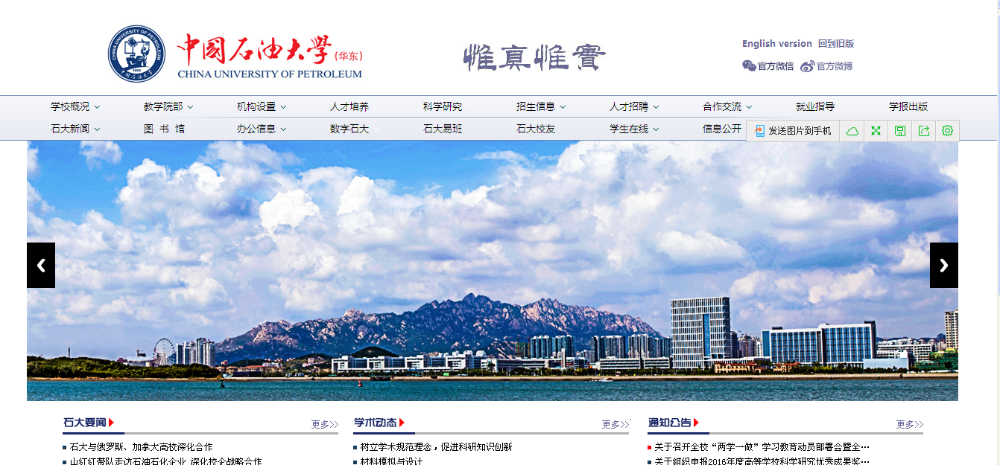 中國石油大學(华东)
CHINA UNIVERSITY OF PETROLEUM
惟真惟實
English version 回到旧版
官方微信 官方微博
学校概况 教学院部 机构设置 人才培养 科学研究 招生信息 人才招聘 合作交流 就业指导 学报出版
石大新闻 图 书 馆 办公信息 数字石大 石大易班 石大校友 学生在线 信息公开
发送图片到手机
石大要闻 更多>> 学术动态 更多>> 通知公告 更多>>
石大与俄罗斯、加拿大高校深化合作 树立学术规范理念，促进科研知识创新 关于召开全校“两学一做”学习教育动员部署会暨全…
山红红带队走访石油石化企业 深化校企战略合作 材料模拟与设计 关于组织申报2016年度高等学校科学研究优秀成果奖…